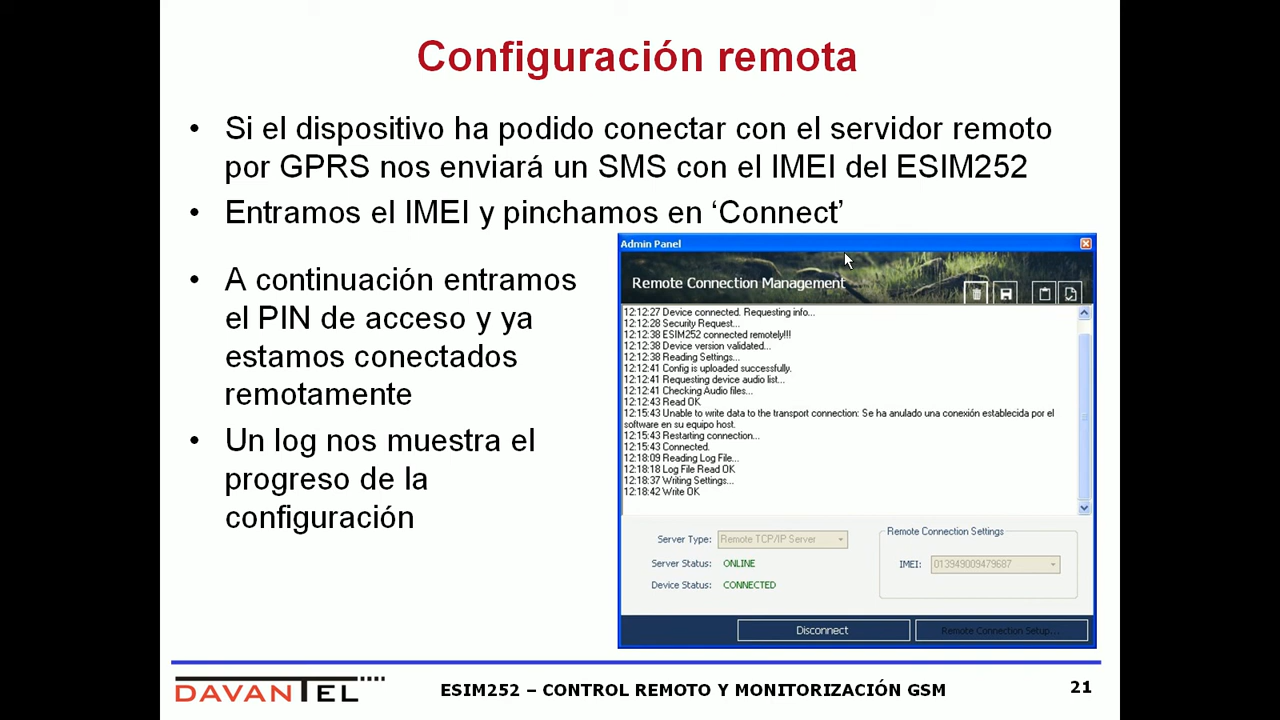 Configuración remota
• Si el dispositivo ha podido conectar con el servidor remoto
por GPRS nos enviará un SMS con el IMEI del ESIM252
• Entramos el IMEI y pinchamos en ‘Connect’
• A continuación entramos
el PIN de acceso y ya
estamos conectados
remotamente
• Un log nos muestra el
progreso de la
configuración
Admin Panel
Remote Connection Management
12:12:27 Device connected. Requesting info...
12:12:28 Security Request...
12:12:38 ESIM252 connected remotely!!!
12:12:38 Device version validated...
12:12:38 Reading Settings...
12:12:41 Config is uploaded successfully.
12:12:41 Requesting device audio list...
12:12:41 Checking Audio files...
12:12:43 Read OK
12:15:43 Unable to write data to the transport connection: Se ha anulado una conexión establecida por el
software en su equipo host.
12:15:43 Restarting connection...
12:15:43 Connected.
12:18:09 Reading Log File...
12:18:18 Log File Read OK
12:18:37 Writing Settings...
12:18:42 Write OK
Server Type: Remote TCP/IP Server
Server Status: ONLINE
Device Status: CONNECTED
Remote Connection Settings
IMEI: 013949009479687
Disconnect
Remote Connection Setup...
DAVANTEL
ESIM252 – CONTROL REMOTO Y MONITORIZACIÓN GSM
21